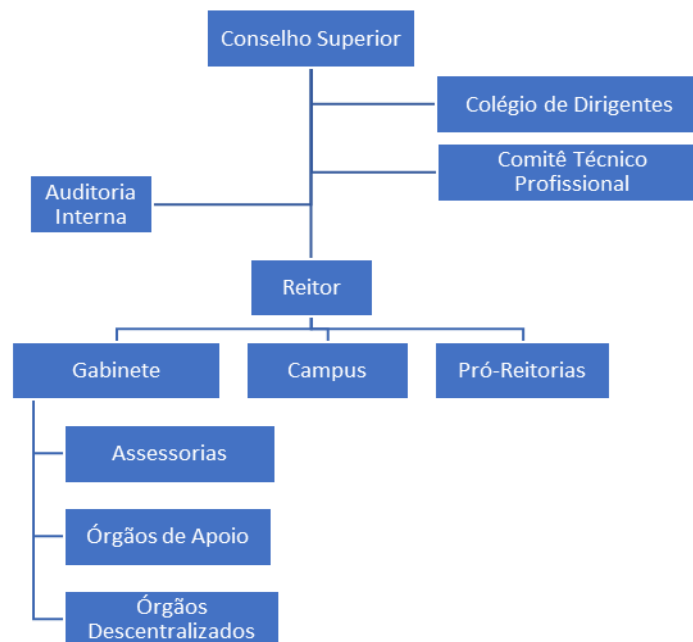 Conselho Superior
Colégio de Dirigentes
Comitê Técnico
Profissional
Auditoria
Interna
Reitor
Gabinete
Campus
Pró-Reitorias
Assessorias
Órgãos de Apoio
Órgãos
Descentralizados